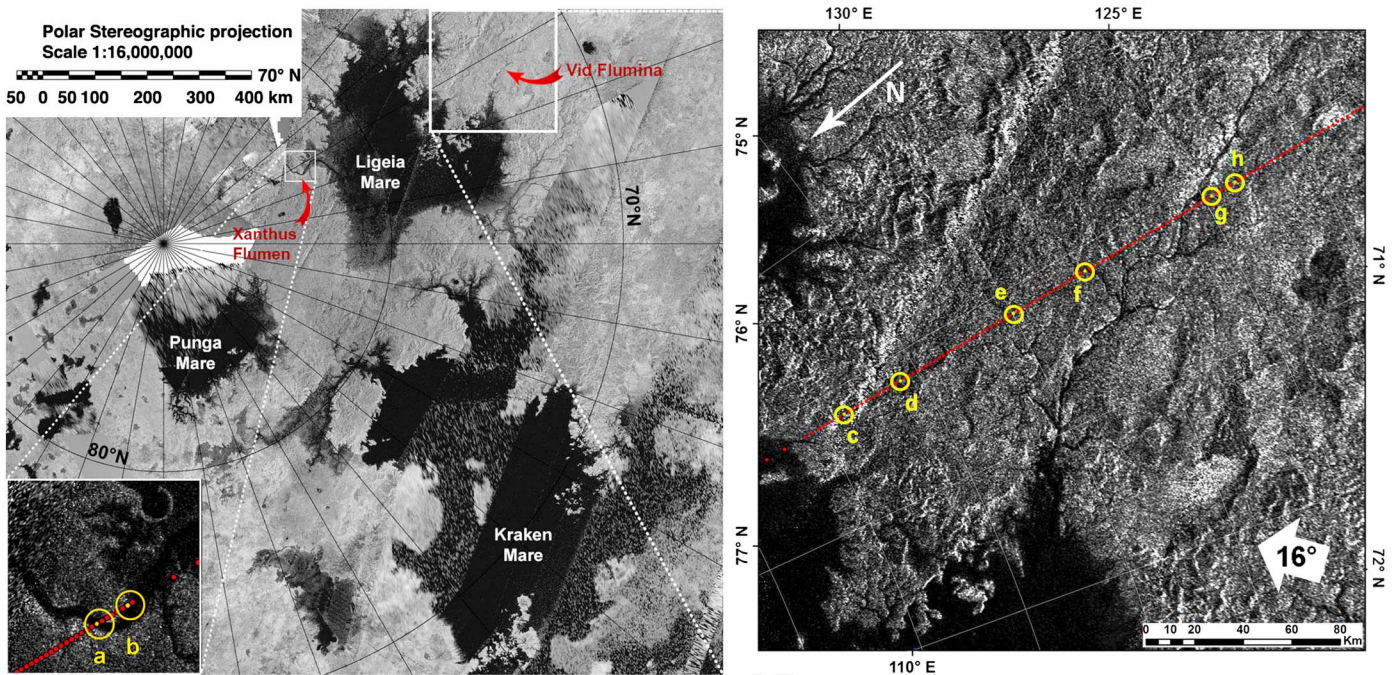 Polar Stereographic projection
Scale 1:16,000,000
70° N
50 0 50 100 200 300 400 km
Vid Flumina
Ligeia
Mare
70°N
Xanthus
Flumen
Punga
Mare
80°N
Kraken
Mare
a b
130° E 125° E
N
75° N
h
g
71° N
f
e
76° N
d
c
77° N
16°
72° N
0 10 20 40 60 80
Km
110° E